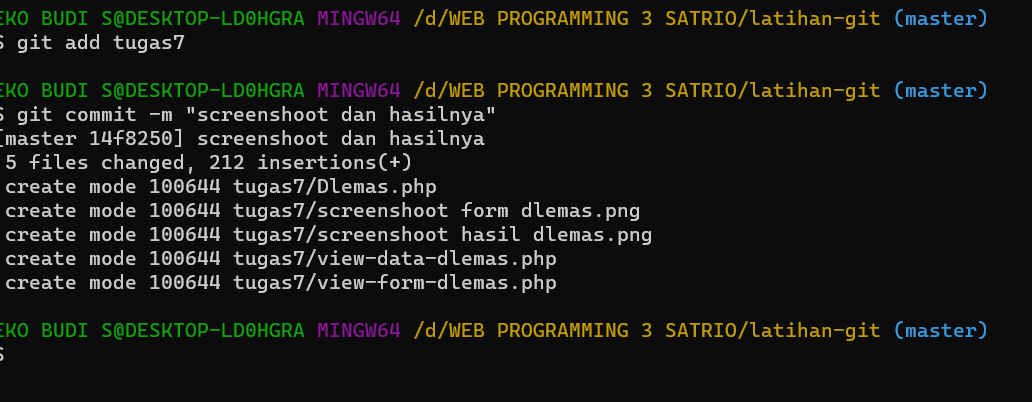 EKO BUDI S@DESKTOP-LD0HGRA MINGW64 /d/WEB PROGRAMMING 3 SATRIO/latihan-git (master)
$ git add tugas7
EKO BUDI S@DESKTOP-LD0HGRA MINGW64 /d/WEB PROGRAMMING 3 SATRIO/latihan-git (master)
$ git commit -m "screenshoot dan hasilnya"
[master 14f8250] screenshoot dan hasilnya
5 files changed, 212 insertions(+)
create mode 100644 tugas7/Dlemas.php
create mode 100644 tugas7/screenshoot form dlemas.png
create mode 100644 tugas7/screenshoot hasil dlemas.png
create mode 100644 tugas7/view-data-dlemas.php
create mode 100644 tugas7/view-form-dlemas.php
EKO BUDI S@DESKTOP-LD0HGRA MINGW64 /d/WEB PROGRAMMING 3 SATRIO/latihan-git (master)
$